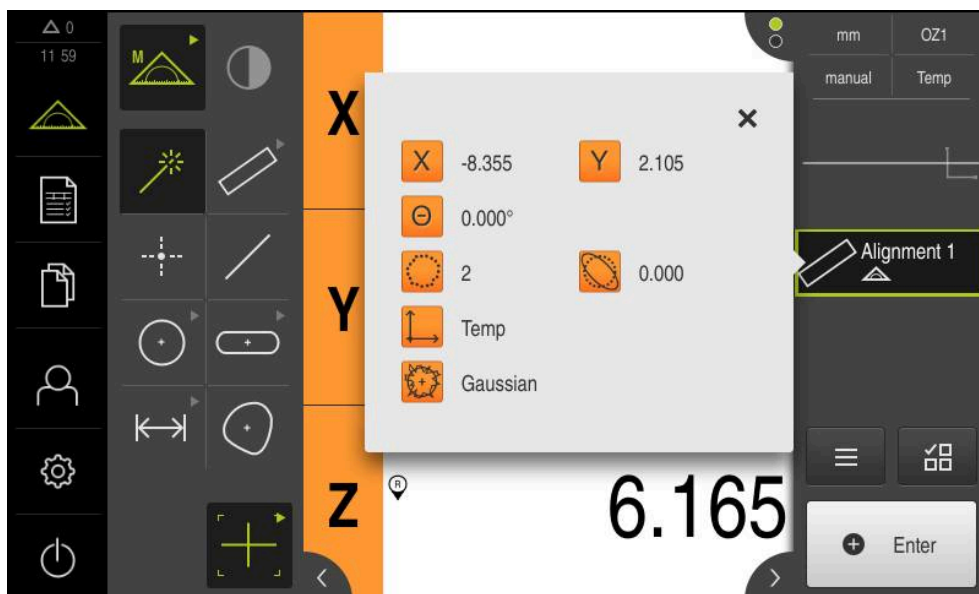 0
11 59
M
X
Y
Z
R
X -8.355 Y 2.105
Θ 0.000°
2 0.000
Temp
Gaussian
6.165
mm OZ1
manual Temp
Alignment 1
Enter